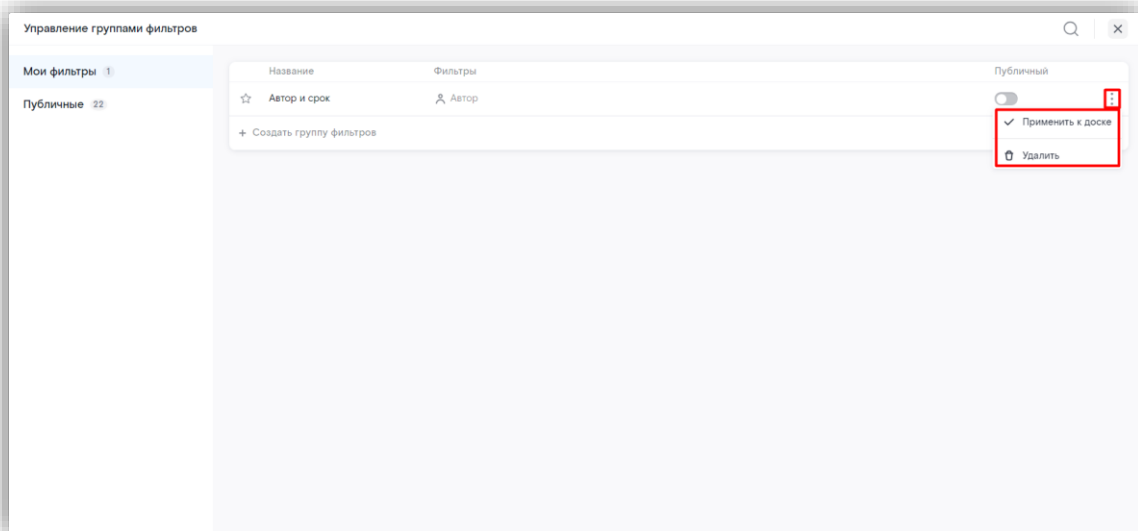 Управление группами фильтров
Мои фильтры 1
Публичные 22
Название Фильтры Публичный
Автор и срок Автор
+ Создать группу фильтров
Применить к доске
Удалить